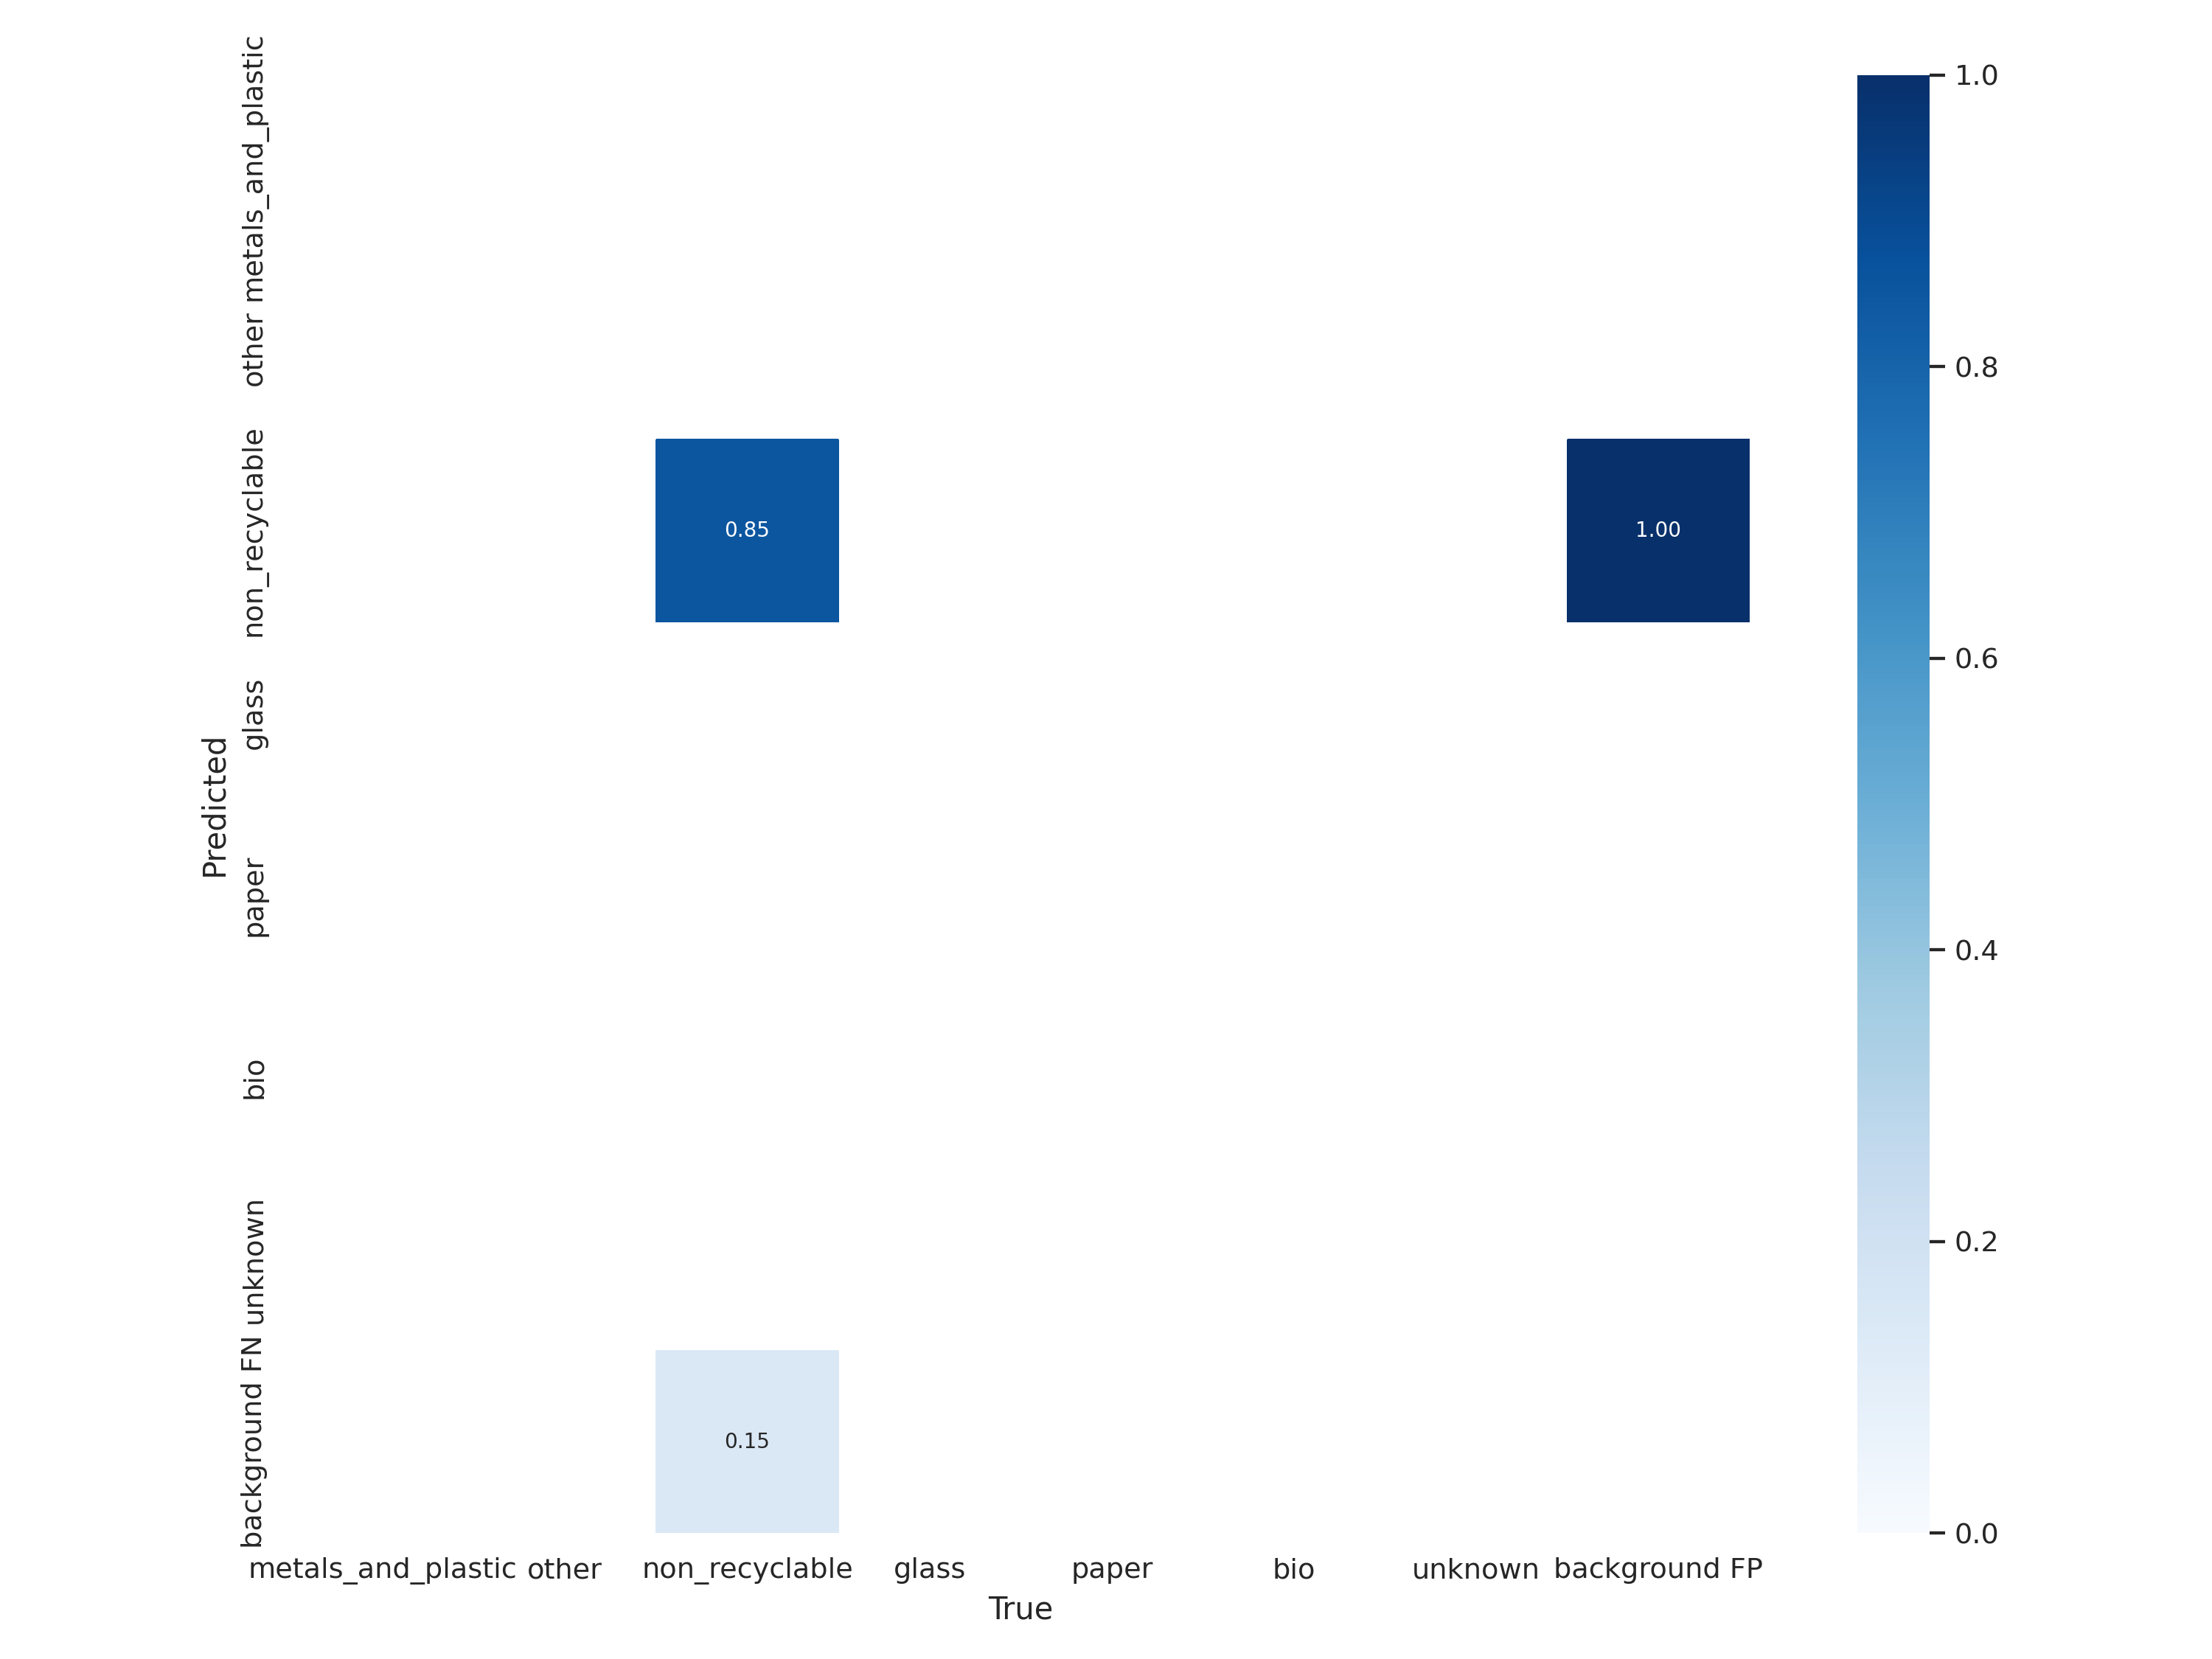 metals_and_plastic
other
non_recyclable
glass
paper
bio
unknown
background FN
Predicted
0.85
1.00
0.15
metals_and_plastic
other
non_recyclable
glass
paper
bio
unknown
background FP
True
1.0
0.8
0.6
0.4
0.2
0.0